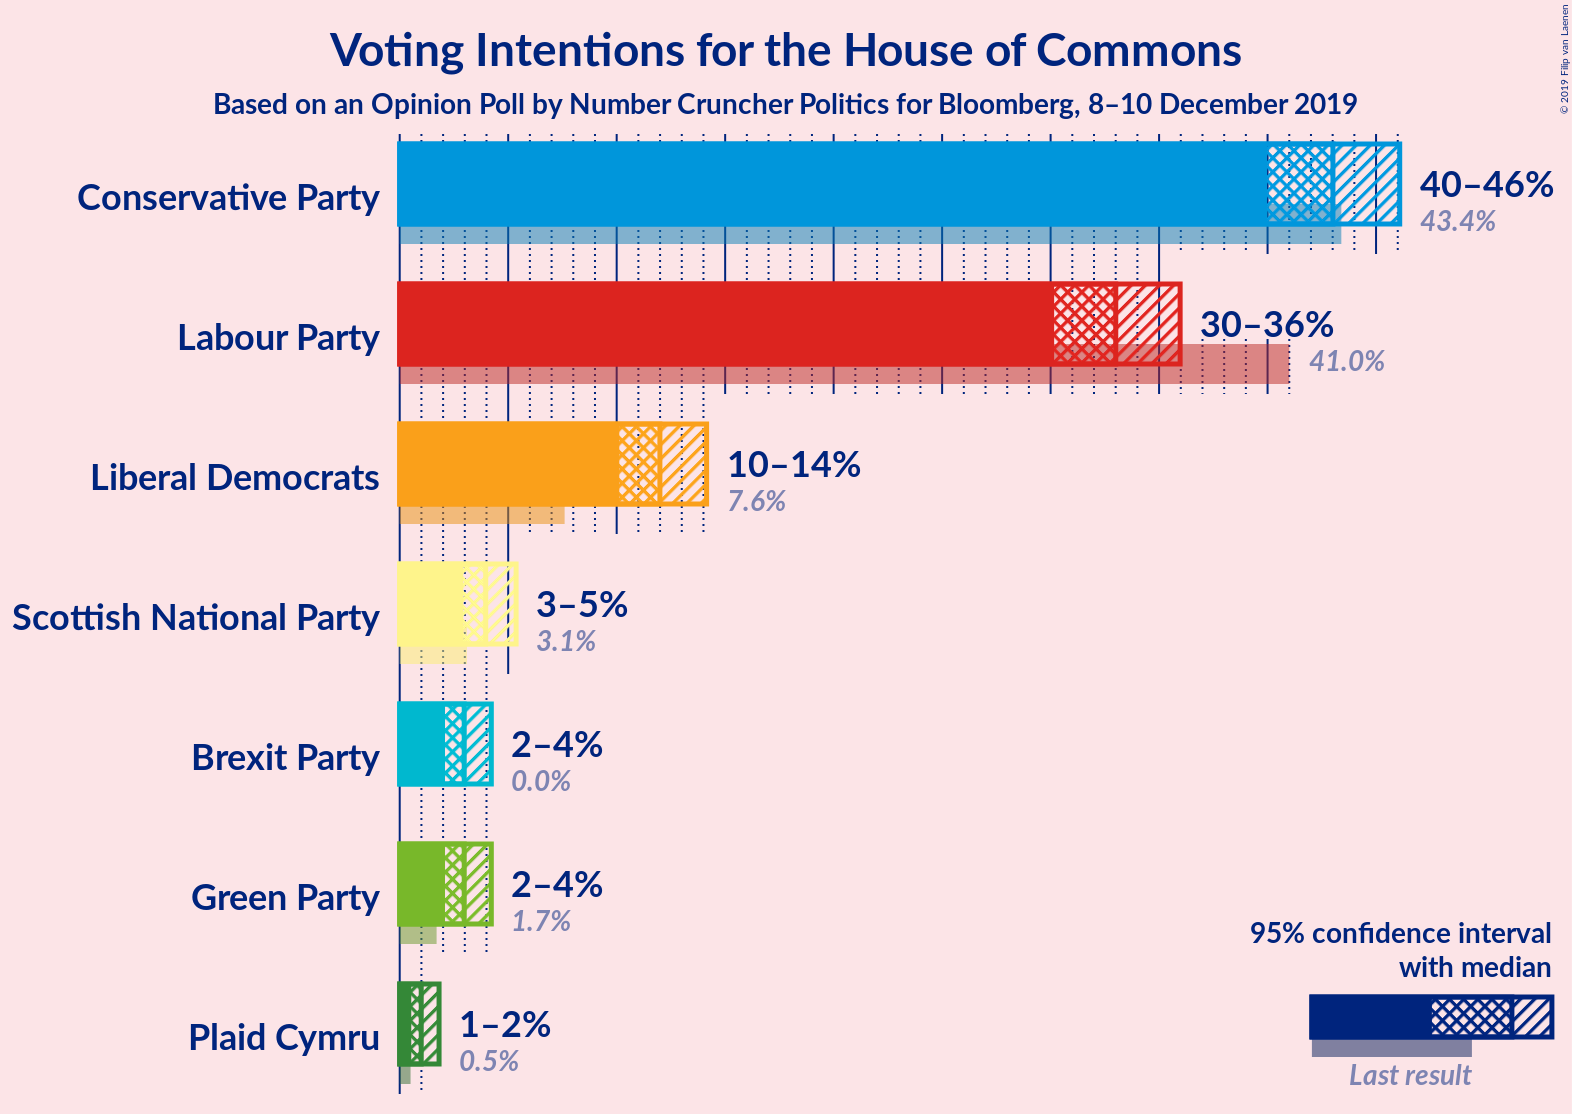 Voting Intentions for the House of Commons
Based on an Opinion Poll by Number Cruncher Politics for Bloomberg, 8–10 December 2019
© 2019 Filip van Laenen
Conservative Party
40–46%
43.4%
Labour Party
30–36%
41.0%
Liberal Democrats
10–14%
7.6%
Scottish National Party
3–5%
3.1%
Brexit Party
2–4%
0.0%
Green Party
2–4%
1.7%
Plaid Cymru
1–2%
0.5%
95% confidence interval
with median
Last result